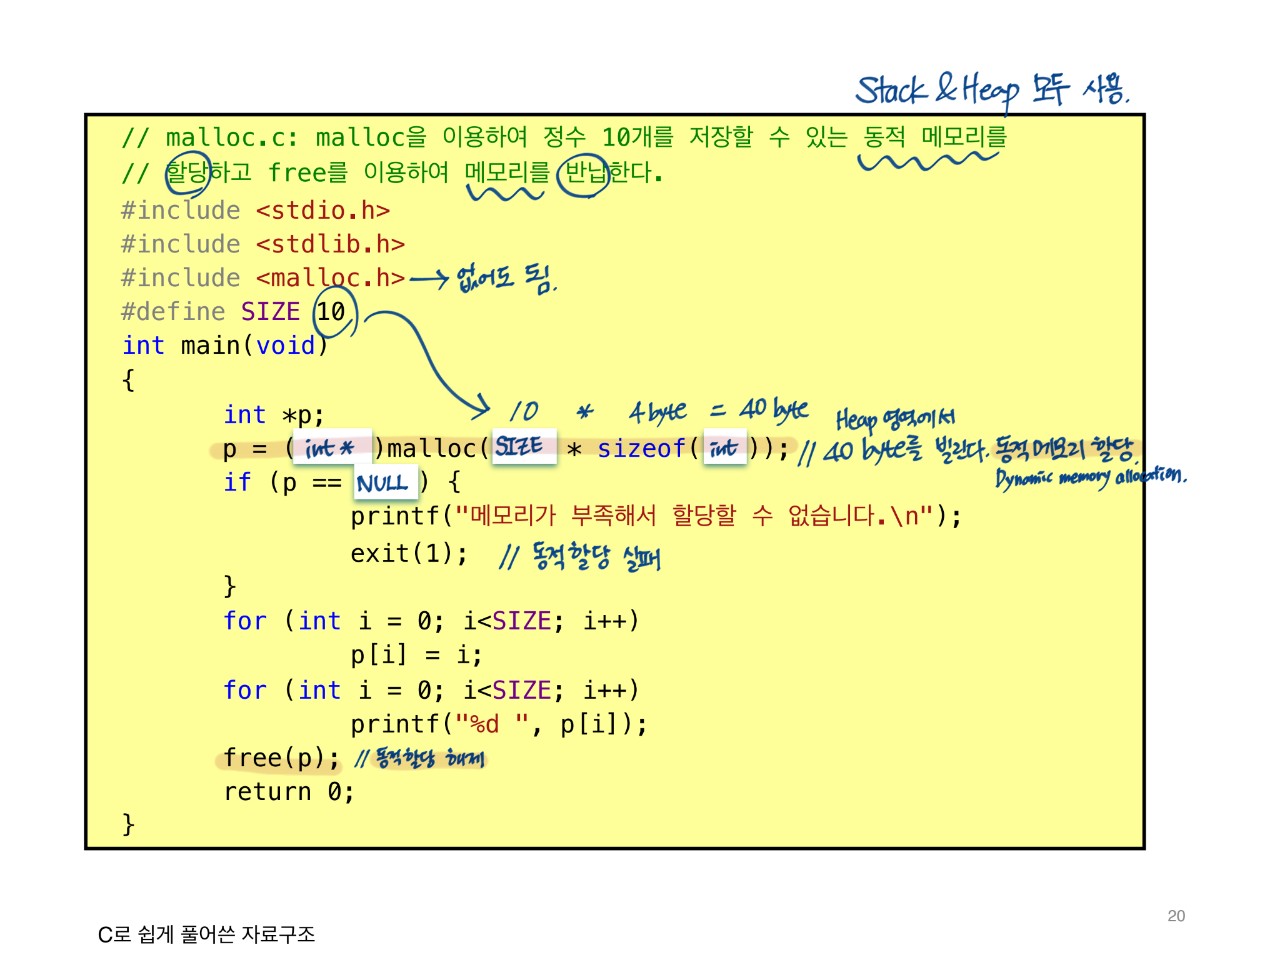 Stack & Heap 모두 사용.
// malloc.c: malloc을 이용하여 정수 10개를 저장할 수 있는 동적 메모리를
// 할당하고 free를 이용하여 메모리를 반납한다.
#include <stdio.h>
#include <stdlib.h>
#include <malloc.h> → 없어도 됨.
#define SIZE 10
int main(void)
{
int *p;
10 * 4 byte = 40 byte
Heap 영역에서
p = ( int* )malloc( SIZE * sizeof( int )); // 40 byte를 빌린다. 동적 메모리 할당.
Dynamic memory allocation.
if (p == NULL ) {
printf("메모리가 부족해서 할당할 수 없습니다.\n");
exit(1); // 동적할당 실패
}
for (int i = 0; i<SIZE; i++)
p[i] = i;
for (int i = 0; i<SIZE; i++)
printf("%d ", p[i]);
free(p); // 동적할당 해제
return 0;
}
20
C로 쉽게 풀어쓴 자료구조